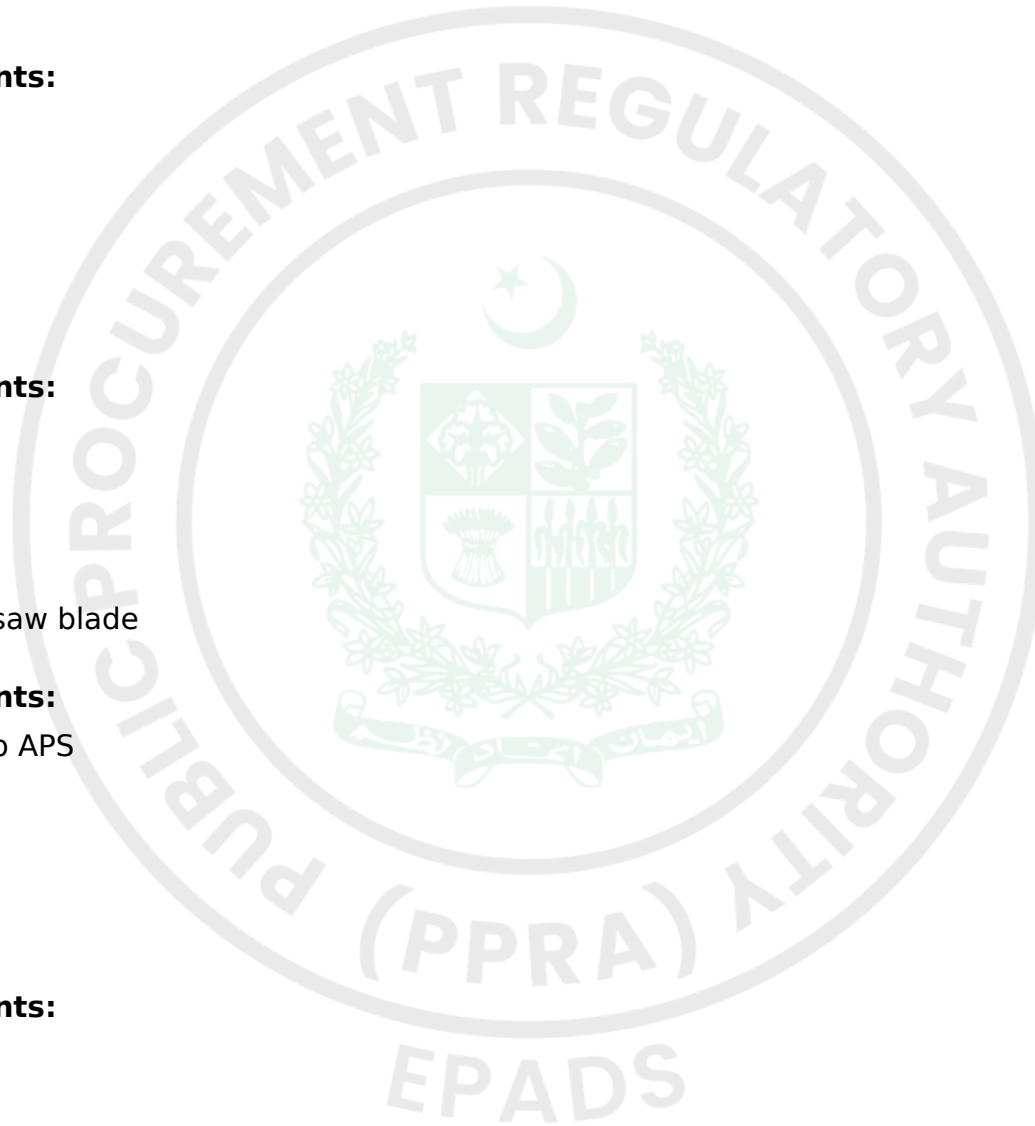 nts:
nts:
saw blade
nts:
o APS
nts:
PUBLIC PROCUREMENT REGULATORY AUTHORITY
(PPRA)
EPADS